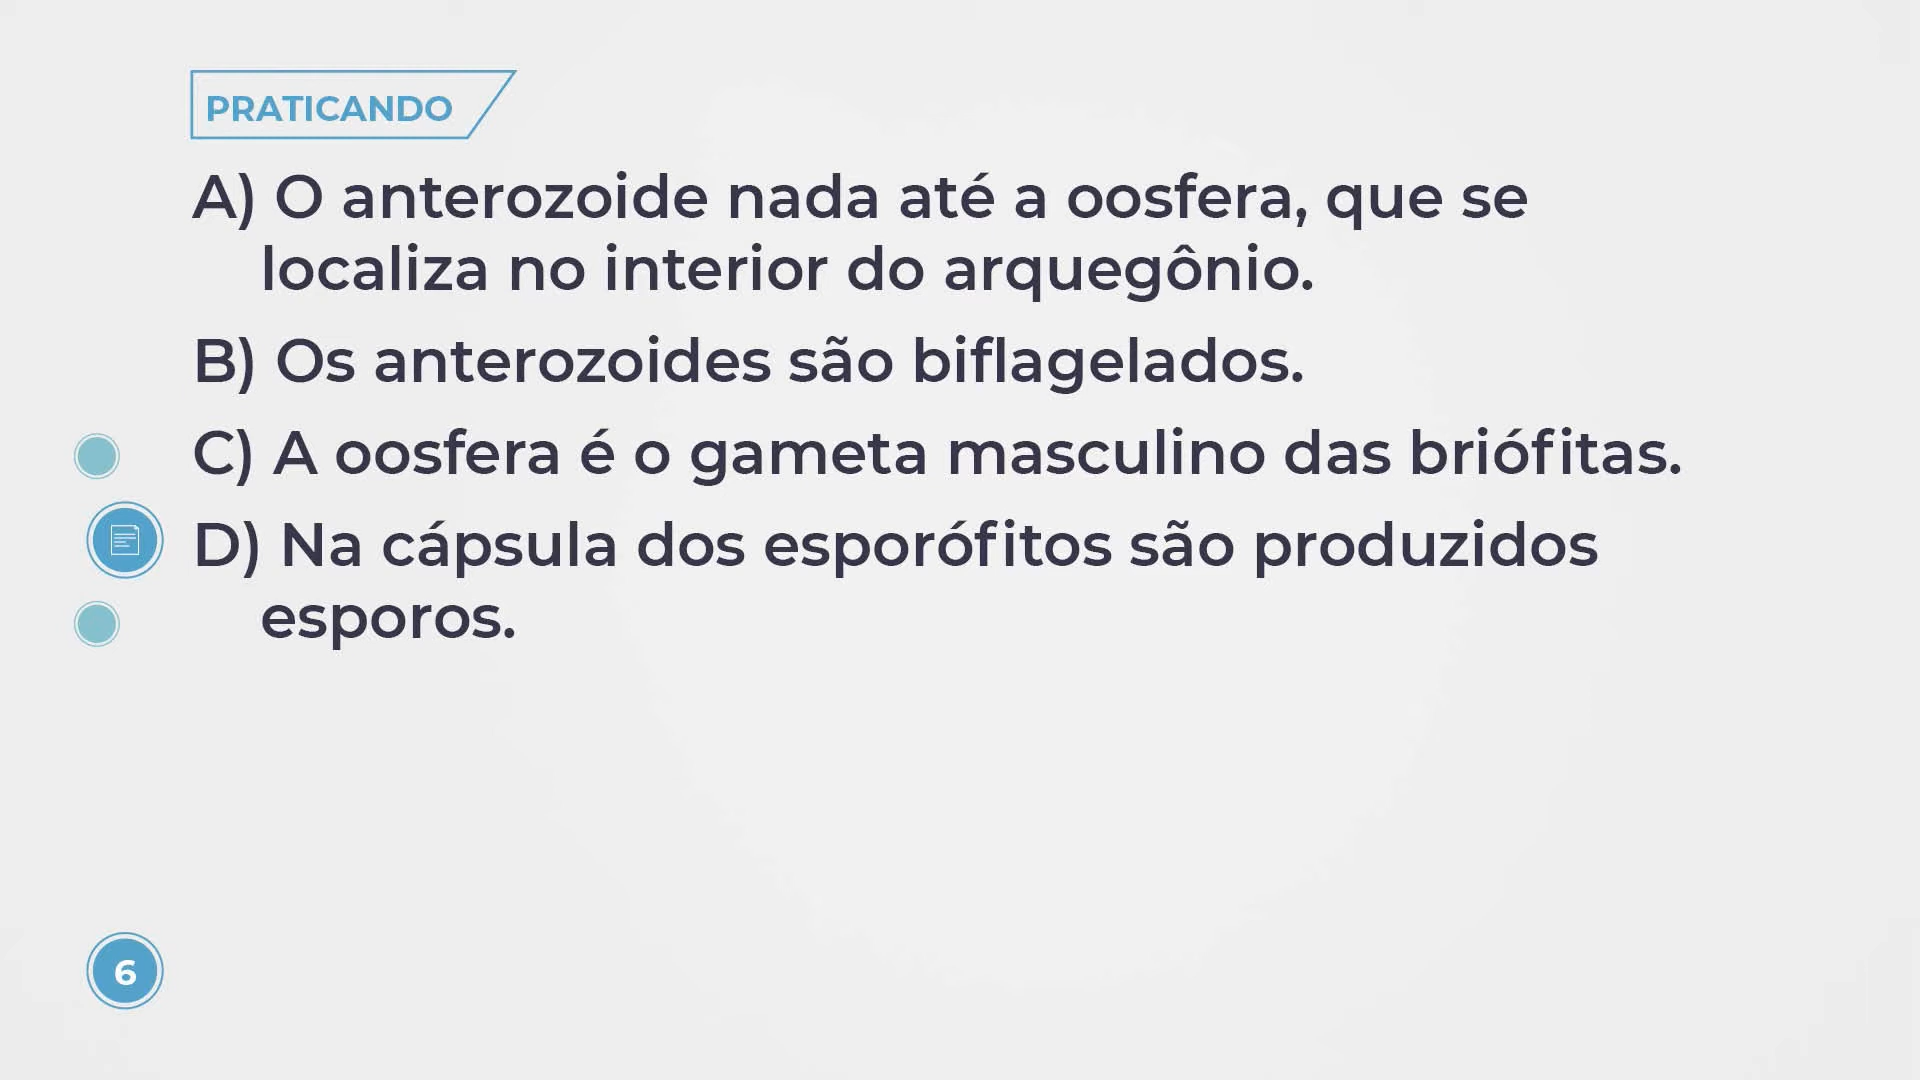 PRATICANDO
A) O anterozoide nada até a oosfera, que se
localiza no interior do arquegônio.
B) Os anterozoides são biflagelados.
C) A oosfera é o gameta masculino das briófitas.
D) Na cápsula dos esporófitos são produzidos
esporos.
6